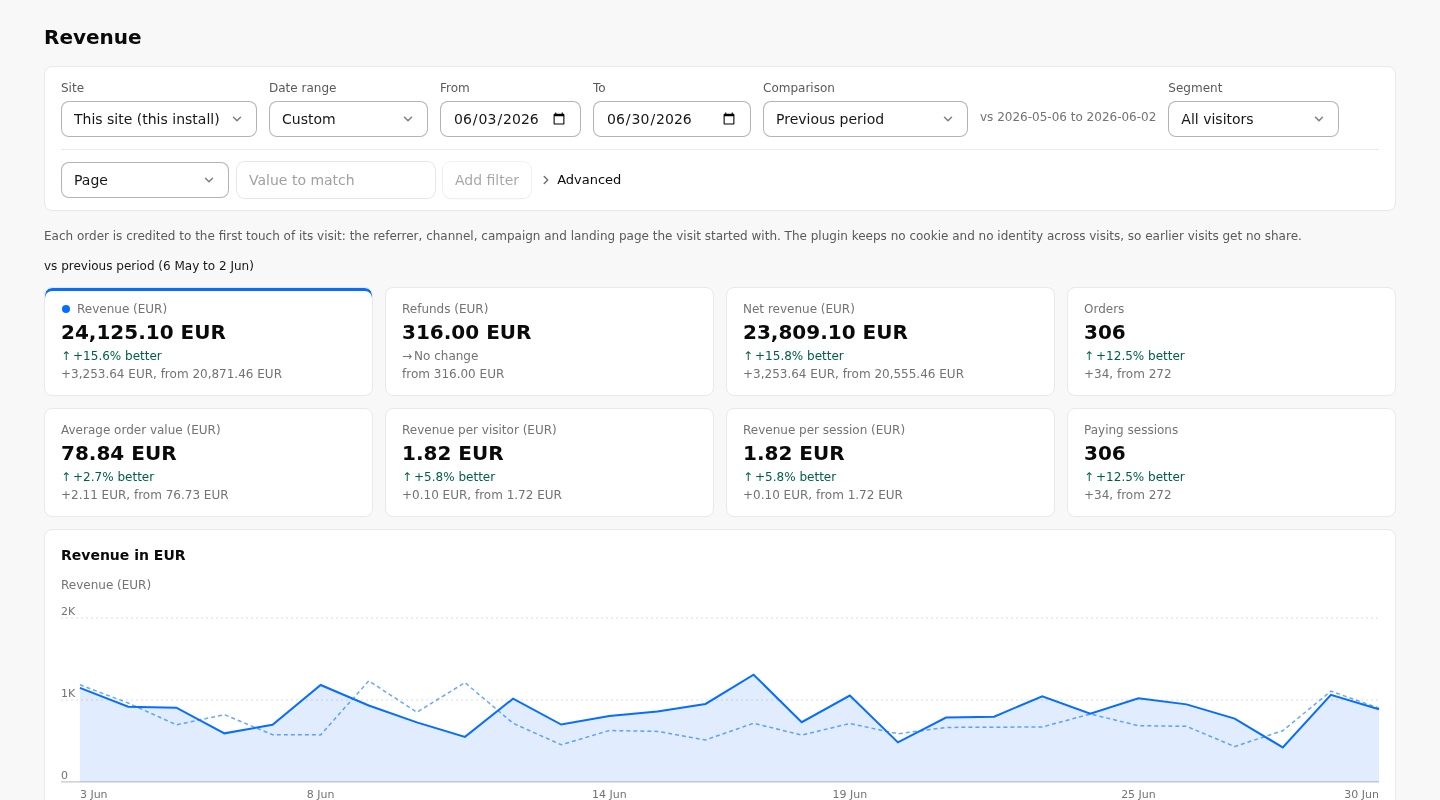 Revenue
Site
Date range
From
To
Comparison
Segment
This site (this install)
Custom
06/03/2026
06/30/2026
Previous period
vs 2026-05-06 to 2026-06-02
All visitors
Page
Value to match
Add filter
Advanced
Each order is credited to the first touch of its visit: the referrer, channel, campaign and landing page the visit started with. The plugin keeps no cookie and no identity across visits, so earlier visits get no share.
vs previous period (6 May to 2 Jun)
Revenue (EUR)
24,125.10 EUR
↑ +15.6% better
+3,253.64 EUR, from 20,871.46 EUR
Refunds (EUR)
316.00 EUR
→ No change
from 316.00 EUR
Net revenue (EUR)
23,809.10 EUR
↑ +15.8% better
+3,253.64 EUR, from 20,555.46 EUR
Orders
306
↑ +12.5% better
+34, from 272
Average order value (EUR)
78.84 EUR
↑ +2.7% better
+2.11 EUR, from 76.73 EUR
Revenue per visitor (EUR)
1.82 EUR
↑ +5.8% better
+0.10 EUR, from 1.72 EUR
Revenue per session (EUR)
1.82 EUR
↑ +5.8% better
+0.10 EUR, from 1.72 EUR
Paying sessions
306
↑ +12.5% better
+34, from 272
Revenue in EUR
Revenue (EUR)
2K
1K
0
3 Jun
8 Jun
14 Jun
19 Jun
25 Jun
30 Jun